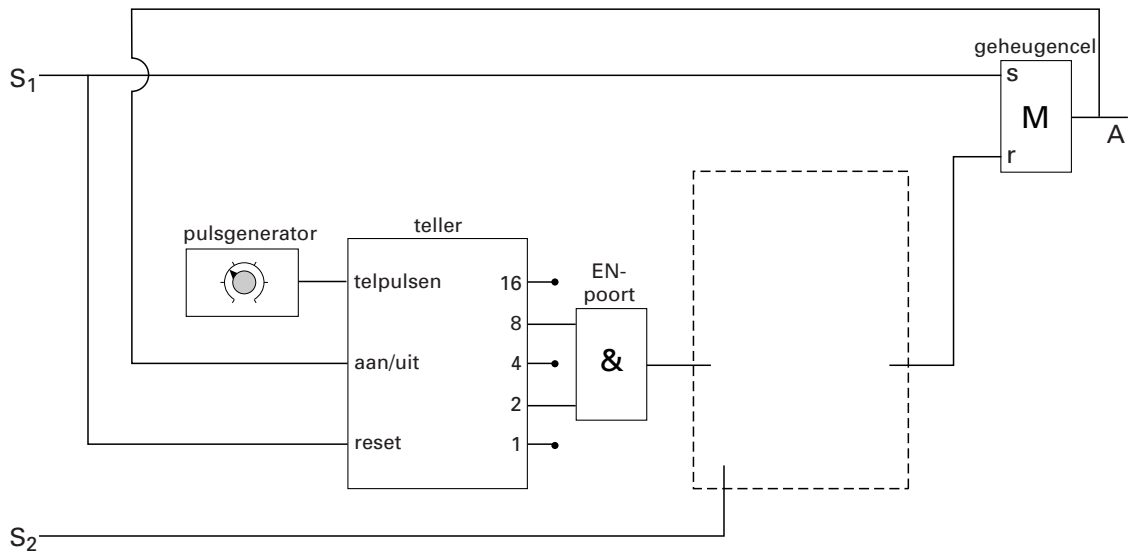 geheugencel
S1
s
M
A
r
pulsgenerator
teller
telpulsen
16
EN-
poort
8
&
aan/uit
4
2
reset
1
S2